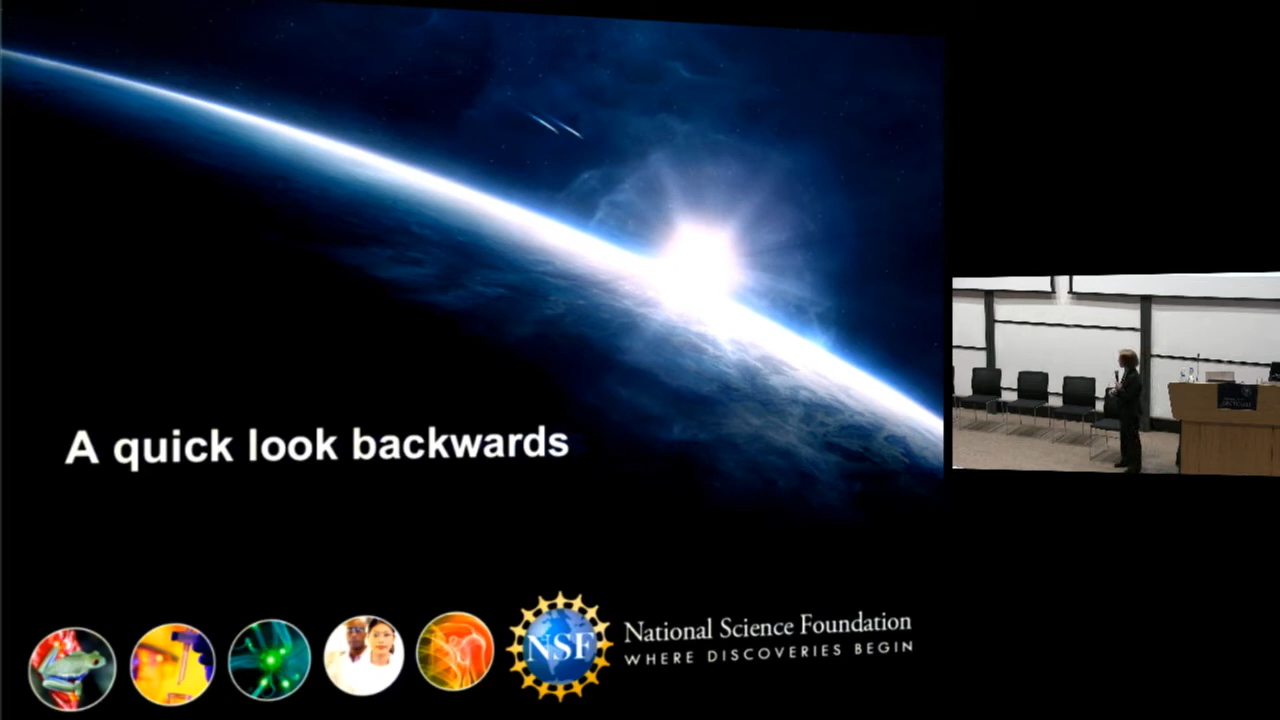 A quick look backwards
NSF
National Science Foundation
WHERE DISCOVERIES BEGIN